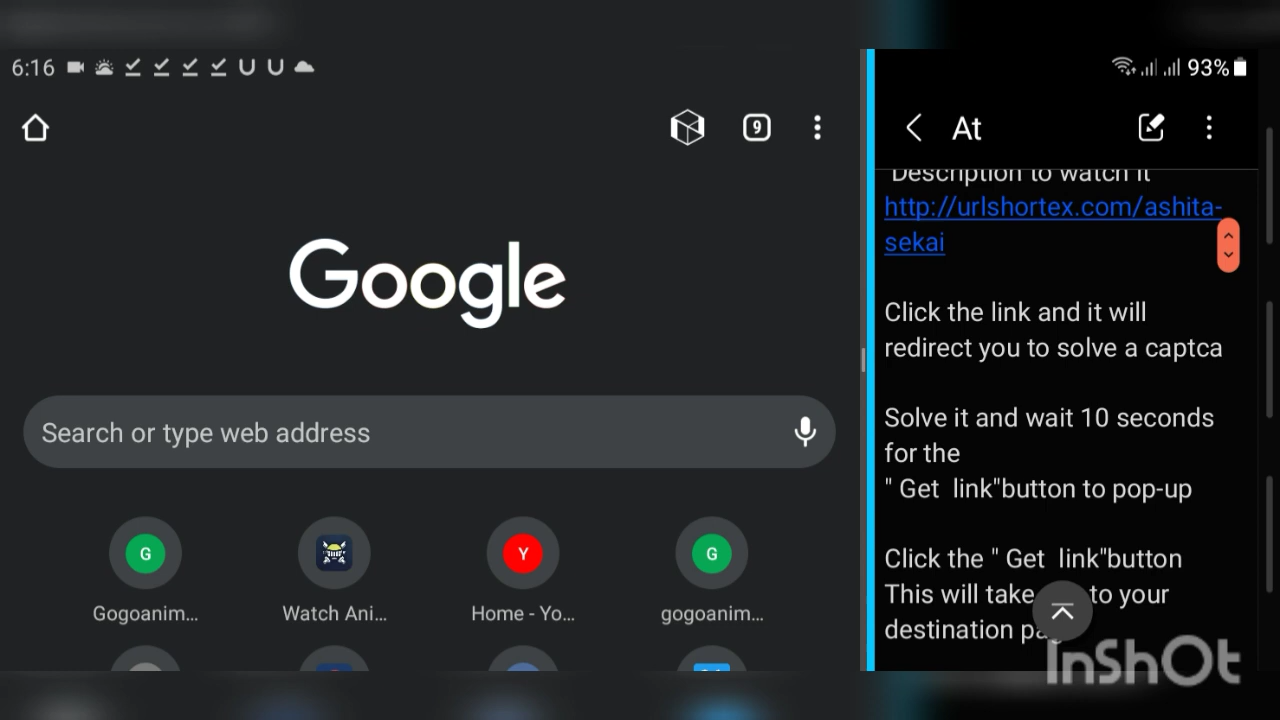 6:16
93%
9
At
Google
Description to watch it
http://urlshortex.com/ashita-
sekai
Click the link and it will
redirect you to solve a captca
Search or type web address
Solve it and wait 10 seconds
for the
" Get link"button to pop-up
G
Y
G
Gogoanim...
Watch Ani...
Home - Yo...
gogoanim...
Click the " Get link"button
This will take to your
destination
InShOt